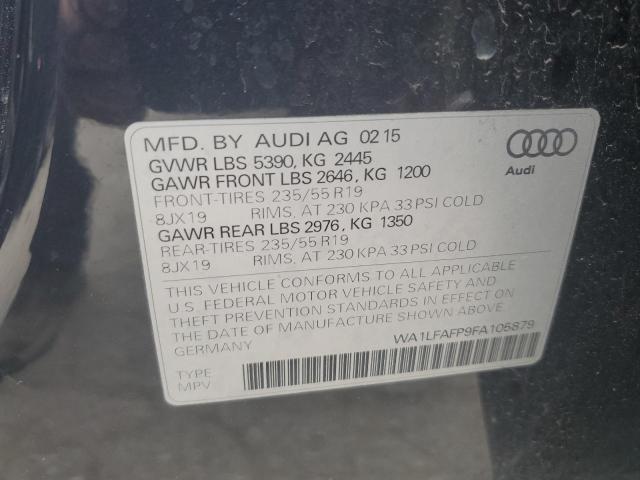 MFD. BY AUDI AG 02 15
GVWR LBS 5390, KG 2445
GAWR FRONT LBS 2646, KG 1200
FRONT-TIRES 235/55 R19
8JX19 RIMS, AT 230 KPA 33 PSI COLD
GAWR REAR LBS 2976, KG 1350
REAR-TIRES 235/55 R19
8JX19 RIMS, AT 230 KPA 33 PSI COLD
Audi
THIS VEHICLE CONFORMS TO ALL APPLICABLE
U.S. FEDERAL MOTOR VEHICLE SAFETY AND
THEFT PREVENTION STANDARDS IN EFFECT ON
THE DATE OF MANUFACTURE SHOWN ABOVE.
GERMANY
WA1LFAFP9FA105879
TYPE
MPV